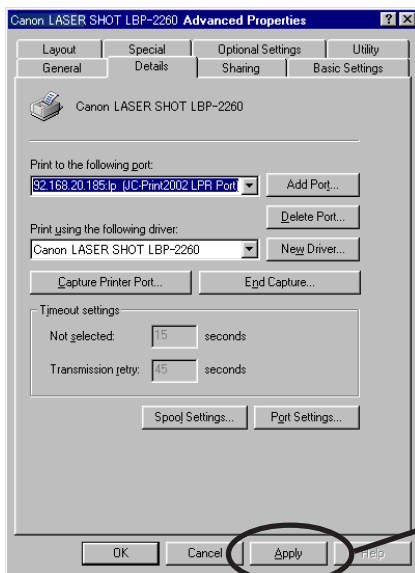 Canon LASER SHOT LBP-2260 Advanced Properties
Layout Special Optional Settings Utility
General Details Sharing Basic Settings
Canon LASER SHOT LBP-2260
Print to the following port:
92.168.20.185:lp (JC-Print2002 LPR Port) Add Port...
Delete Port...
Print using the following driver:
Canon LASER SHOT LBP-2260 New Driver...
Capture Printer Port... End Capture...
Timeout settings
Not selected: 15 seconds
Transmission retry: 45 seconds
Spool Settings... Port Settings...
OK Cancel Apply Help